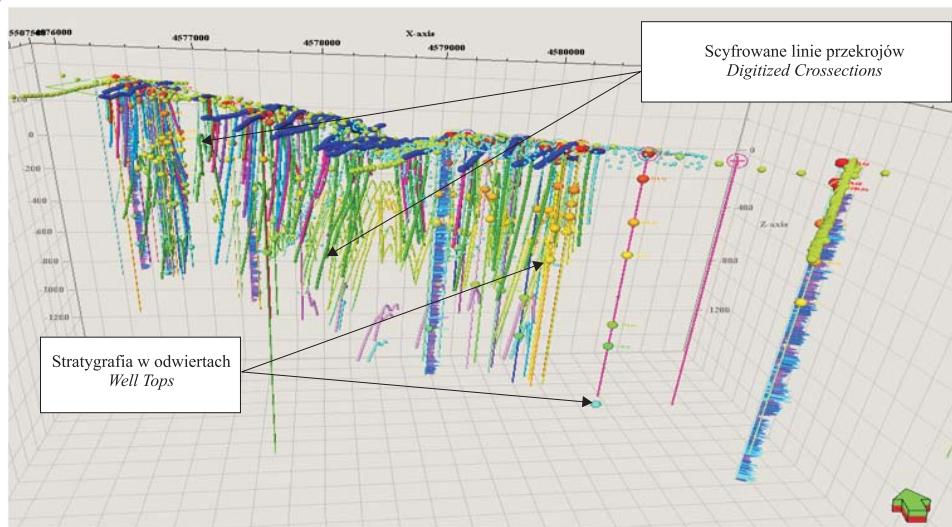 4576000
4577000
4578000
X-axis
4579000
4580000
Scyfrowane linie przekrojów
Digitized Crossections
0
200
400
600
800
1000
1200
0
400
Z-axis
800
1200
Stratygrafia w odwiertach
Well Tops